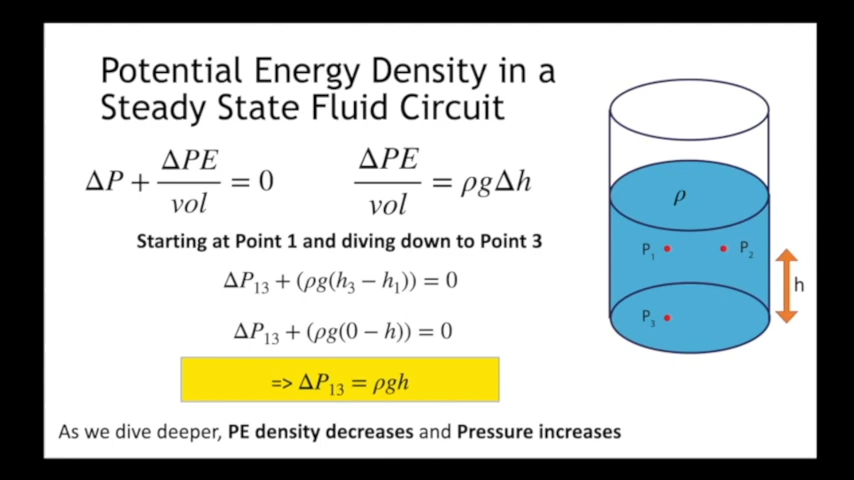 Potential Energy Density in a
Steady State Fluid Circuit
ΔP + ΔPE/vol = 0
ΔPE/vol = ρgΔh
Starting at Point 1 and diving down to Point 3
ΔP₁₃ + (ρg(h₃ − h₁)) = 0
ΔP₁₃ + (ρg(0 − h)) = 0
=> ΔP₁₃ = ρgh
As we dive deeper, PE density decreases and Pressure increases
ρ
P₁
P₂
h
P₃